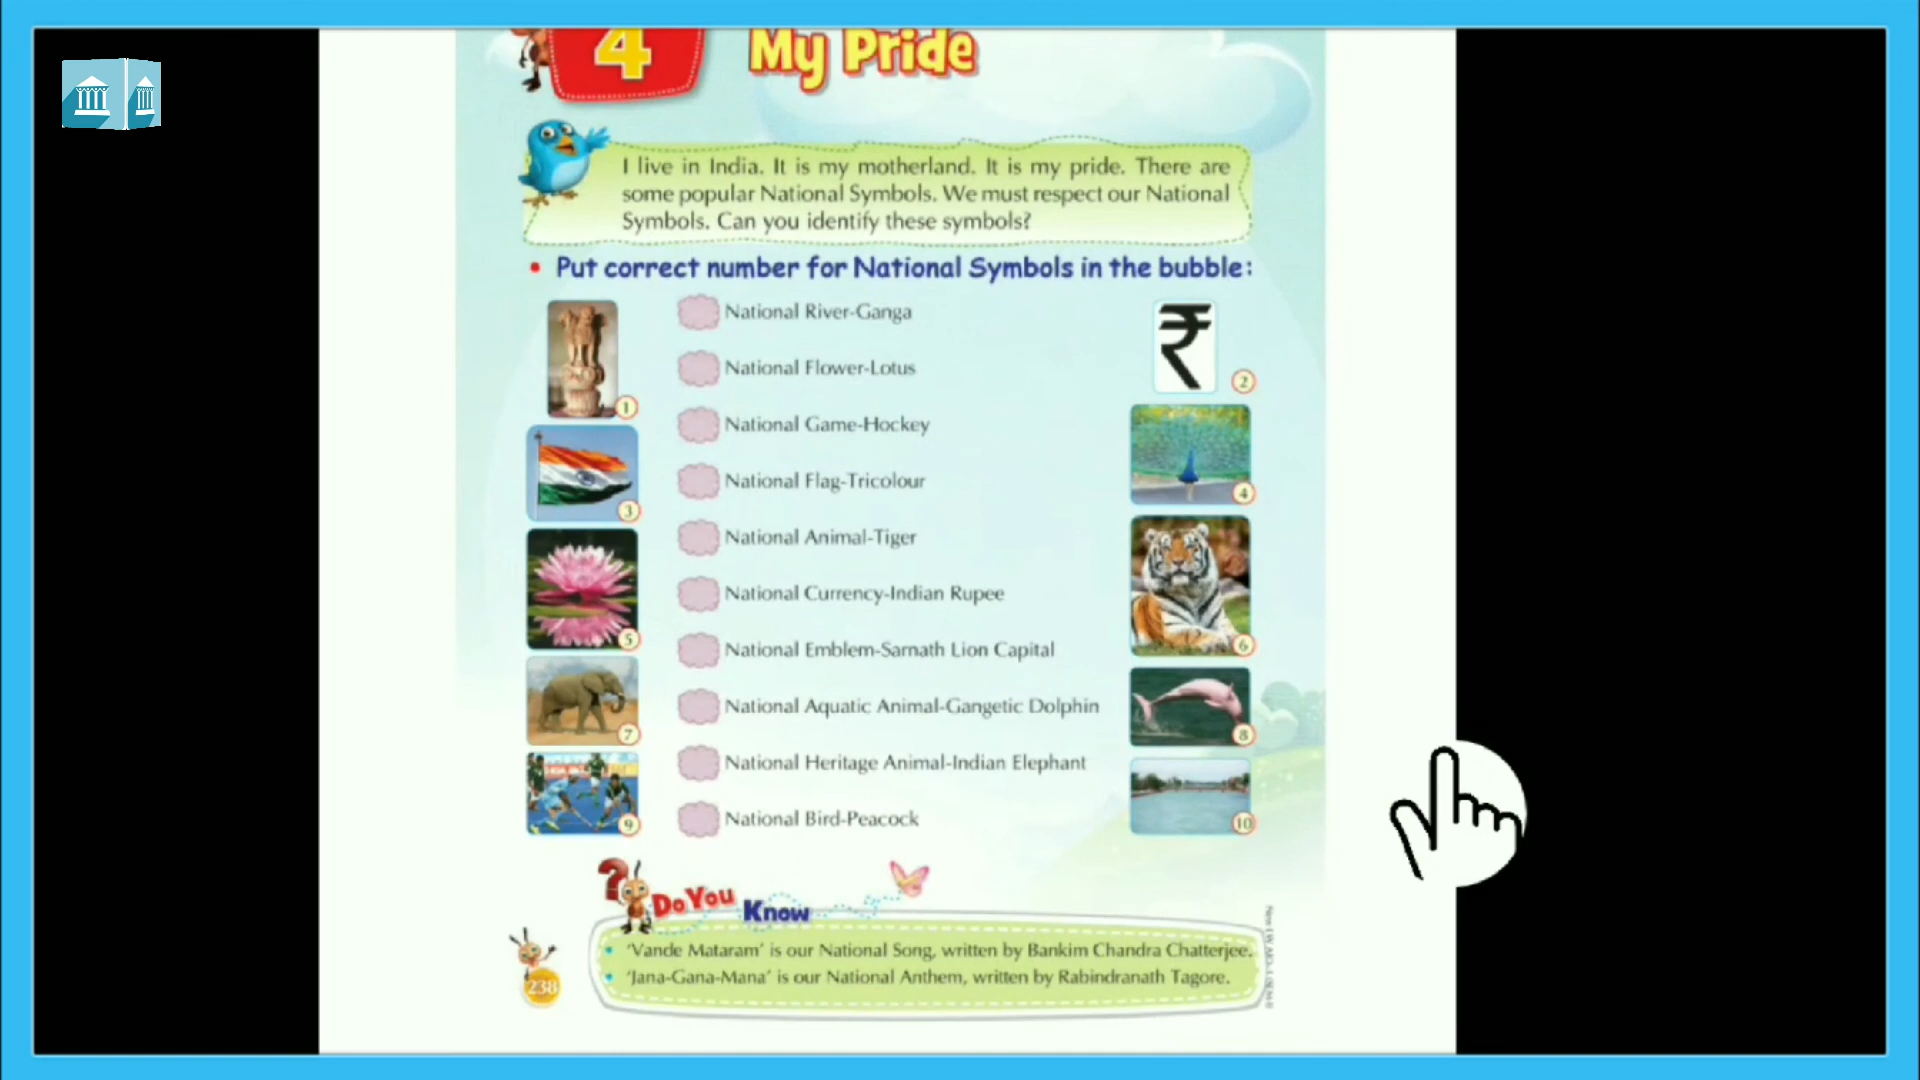 4
My Pride
I live in India. It is my motherland. It is my pride. There are
some popular National Symbols. We must respect our National
Symbols. Can you identify these symbols?
• Put correct number for National Symbols in the bubble:
National River-Ganga
National Flower-Lotus
National Game-Hockey
National Flag-Tricolour
National Animal-Tiger
National Currency-Indian Rupee
National Emblem-Sarnath Lion Capital
National Aquatic Animal-Gangetic Dolphin
National Heritage Animal-Indian Elephant
National Bird-Peacock
1
3
5
7
9
₹
2
4
6
8
10
?
Do You Know
• 'Vande Mataram' is our National Song, written by Bankim Chandra Chatterjee.
• 'Jana-Gana-Mana' is our National Anthem, written by Rabindranath Tagore.
238